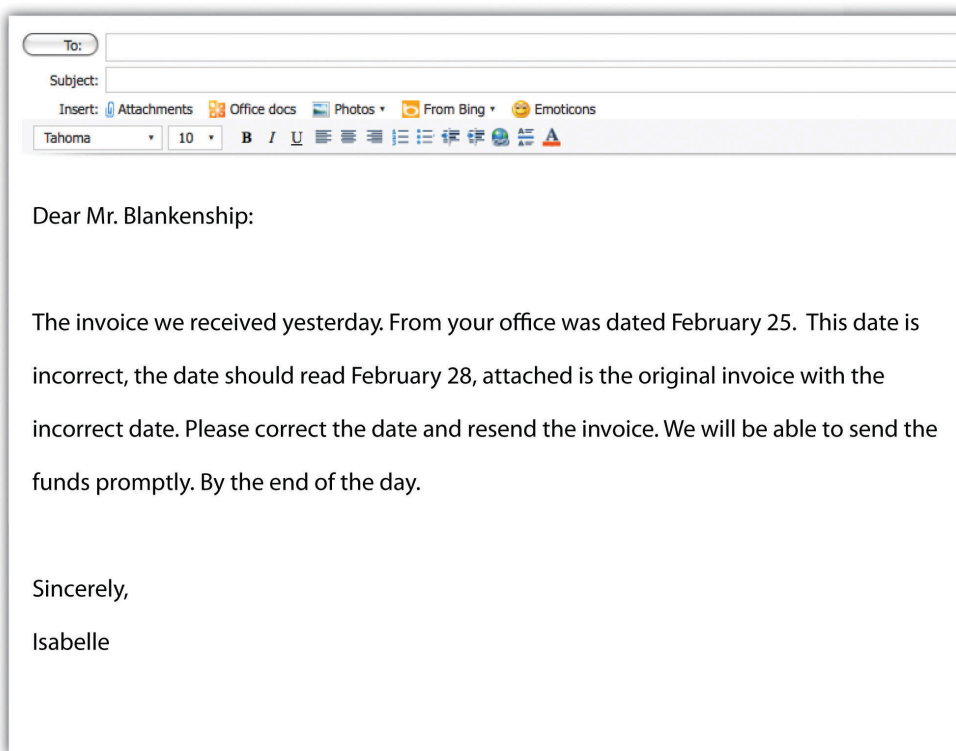 To:
Subject:
Insert: Attachments Office docs Photos From Bing Emoticons
Tahoma 10 B I U A
Dear Mr. Blankenship:
The invoice we received yesterday. From your office was dated February 25. This date is
incorrect, the date should read February 28, attached is the original invoice with the
incorrect date. Please correct the date and resend the invoice. We will be able to send the
funds promptly. By the end of the day.
Sincerely,
Isabelle